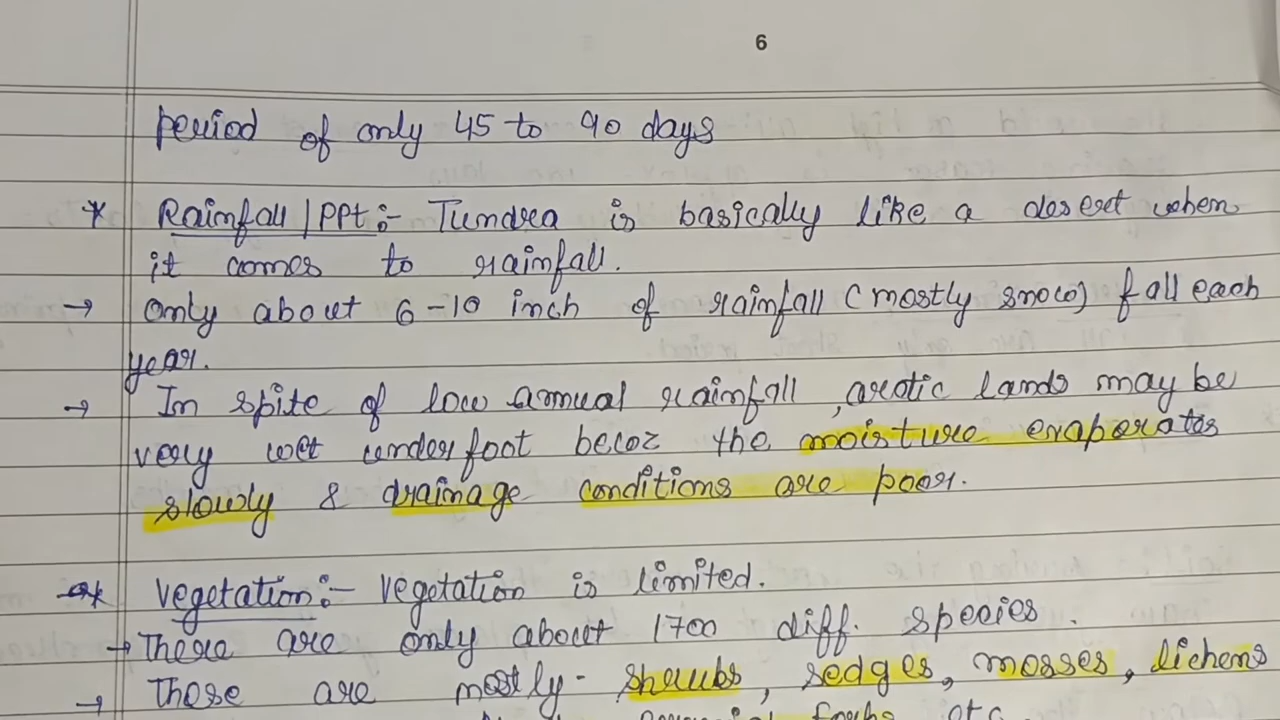 6
period of only 45 to 90 days
* Rainfall / PPt :- Tundra is basically like a desert when
it comes to rainfall.
→ only about 6-10 inch of rainfall (mostly snow) fall each
year.
→ In spite of low annual rainfall, arctic lands may be
very wet underfoot becoz the moisture evaporates
slowly & drainage conditions are poor.
* vegetation :- vegetation is limited.
→ There are only about 1700 diff. species.
→ These are mostly - shrubs, sedges, mosses, lichens
forbs etc